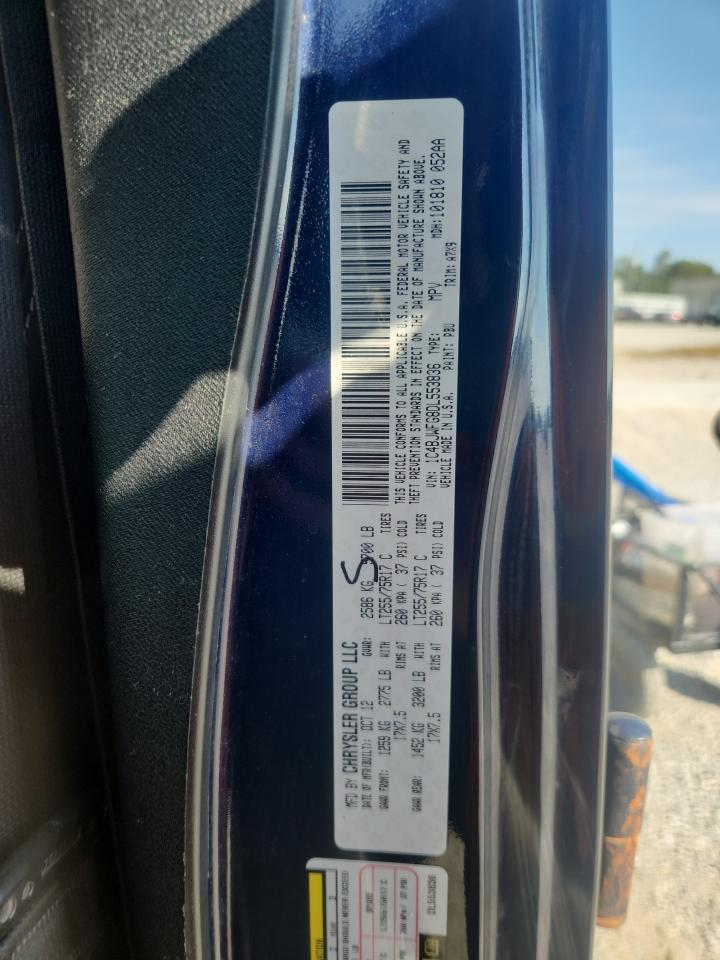 MFD BY CHRYSLER GROUP LLC
DATE OF MFR(BUILT): OCT 12 GVWR: 2586 KG 5700 LB
GAWR FRONT: 1259 KG 2775 LB WITH LT255/75R17 C TIRES
17X7.5 RIMS AT 260 KPA ( 37 PSI) COLD
GAWR REAR: 1452 KG 3200 LB WITH LT255/75R17 C TIRES
17X7.5 RIMS AT 260 KPA ( 37 PSI) COLD
THIS VEHICLE CONFORMS TO ALL APPLICABLE U.S.A. FEDERAL MOTOR VEHICLE SAFETY AND
THEFT PREVENTION STANDARDS IN EFFECT ON THE DATE OF MANUFACTURE SHOWN ABOVE.
VIN: 1C4BJWFG8DL553836 TYPE: MPV MDH: 101810 052AA
VEHICLE MADE IN U.S.A. PAINT: PBU TRIM: A7X9